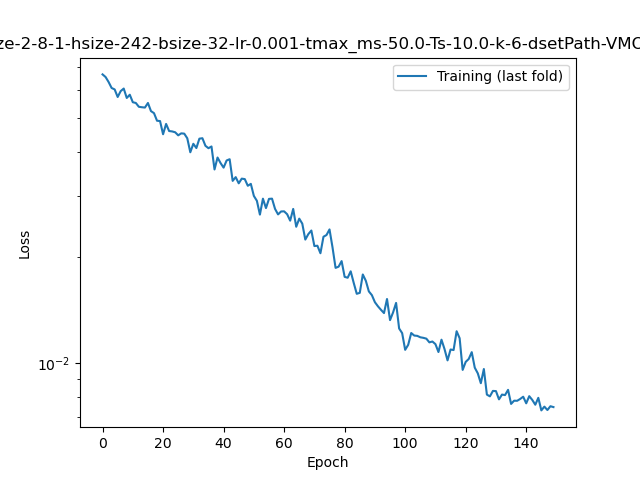 ze-2-8-1-hsize-242-bsize-32-lr-0.001-tmax_ms-50.0-Ts-10.0-k-6-dsetPath-VMC
Training (last fold)
Loss
10⁻²
0 20 40 60 80 100 120 140
Epoch